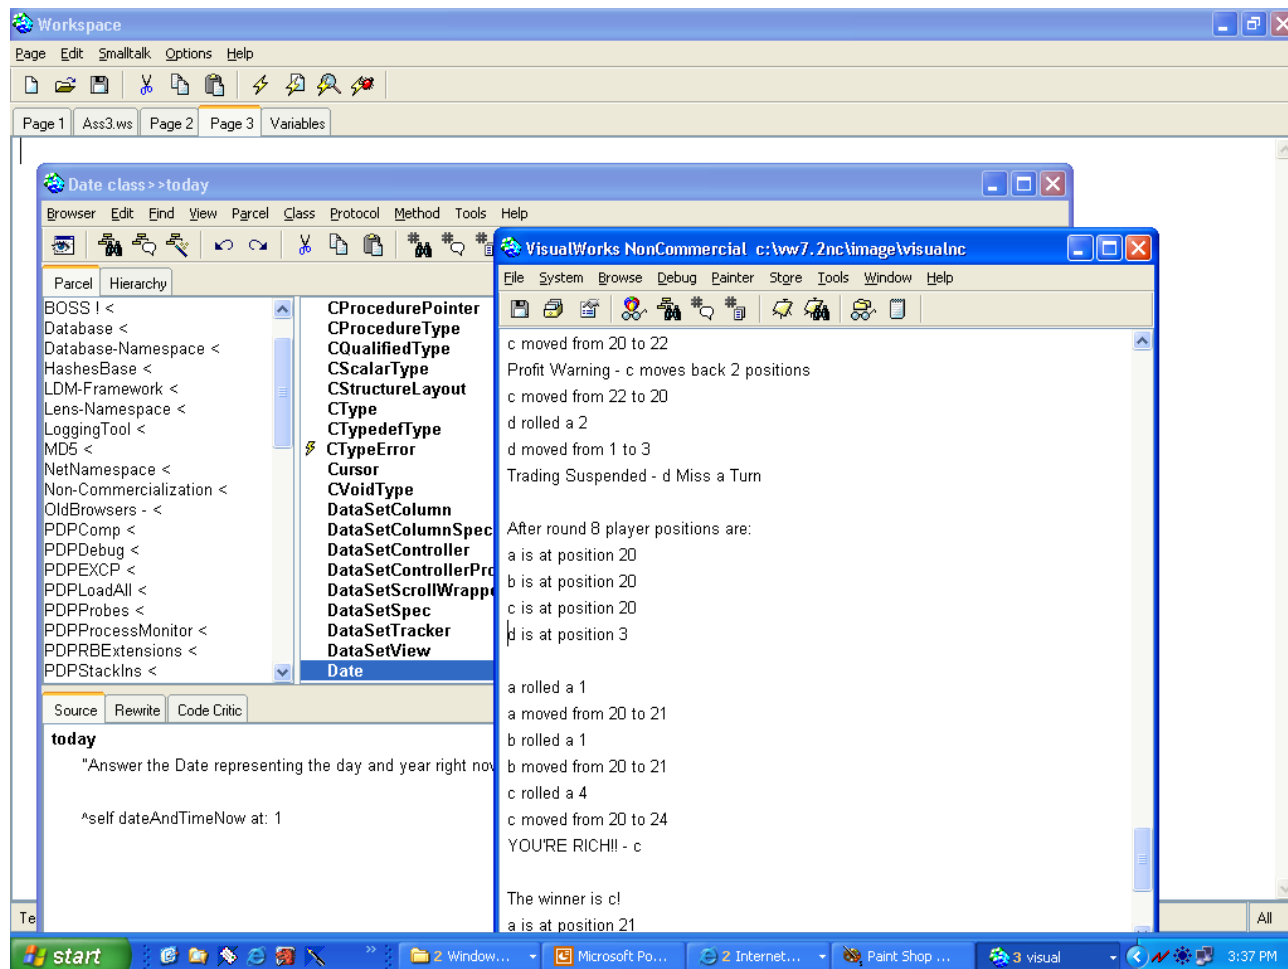 Workspace
Page Edit Smalltalk Options Help
Page 1 Ass3.ws Page 2 Page 3 Variables
Date class>>today
Browser Edit Find View Parcel Class Protocol Method Tools Help
Parcel Hierarchy
BOSS ! <
Database <
Database-Namespace <
HashesBase <
LDM-Framework <
Lens-Namespace <
LoggingTool <
MD5 <
NetNamespace <
Non-Commercialization <
OldBrowsers - <
PDPComp <
PDPDebug <
PDPEXCP <
PDPLoadAll <
PDPProbes <
PDPProcessMonitor <
PDPRBExtensions <
PDPStackIns <
CProcedurePointer
CProcedureType
CQualifiedType
CScalarType
CStructureLayout
CType
CTypedefType
CTypeError
Cursor
CVoidType
DataSetColumn
DataSetColumnSpec
DataSetController
DataSetControllerPro
DataSetScrollWrappe
DataSetSpec
DataSetTracker
DataSetView
Date
Source Rewrite Code Critic
today
"Answer the Date representing the day and year right now
^self dateAndTimeNow at: 1
VisualWorks NonCommercial c:\vw7.2nc\image\visualnc
File System Browse Debug Painter Store Tools Window Help
c moved from 20 to 22
Profit Warning - c moves back 2 positions
c moved from 22 to 20
d rolled a 2
d moved from 1 to 3
Trading Suspended - d Miss a Turn
After round 8 player positions are:
a is at position 20
b is at position 20
c is at position 20
d is at position 3
a rolled a 1
a moved from 20 to 21
b rolled a 1
b moved from 20 to 21
c rolled a 4
c moved from 20 to 24
YOU'RE RICH!! - c
The winner is c!
a is at position 21
Te All
start » 2 Window... Microsoft Po... 2 Internet... Paint Shop ... 3 visual 3:37 PM